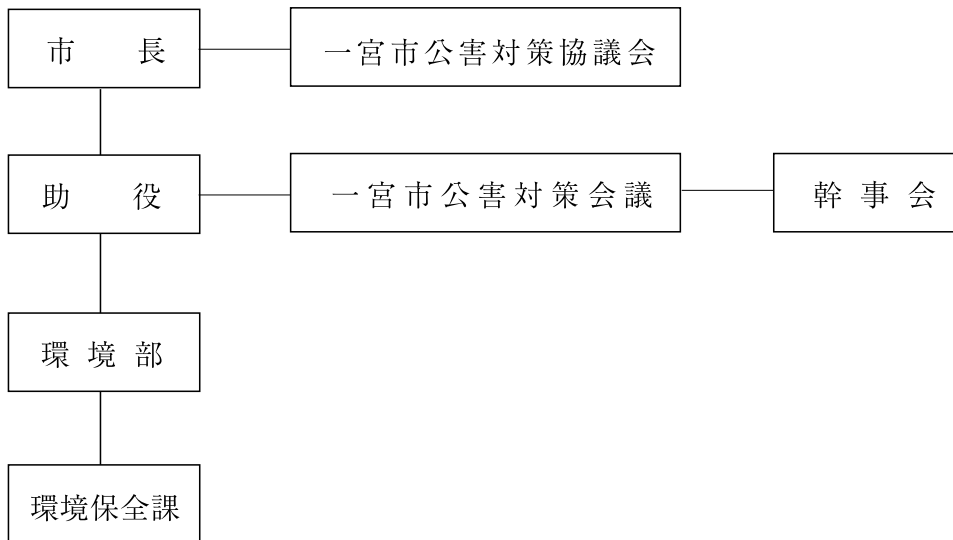 市長
一宮市公害対策協議会
助役
一宮市公害対策会議
幹事会
環境部
環境保全課